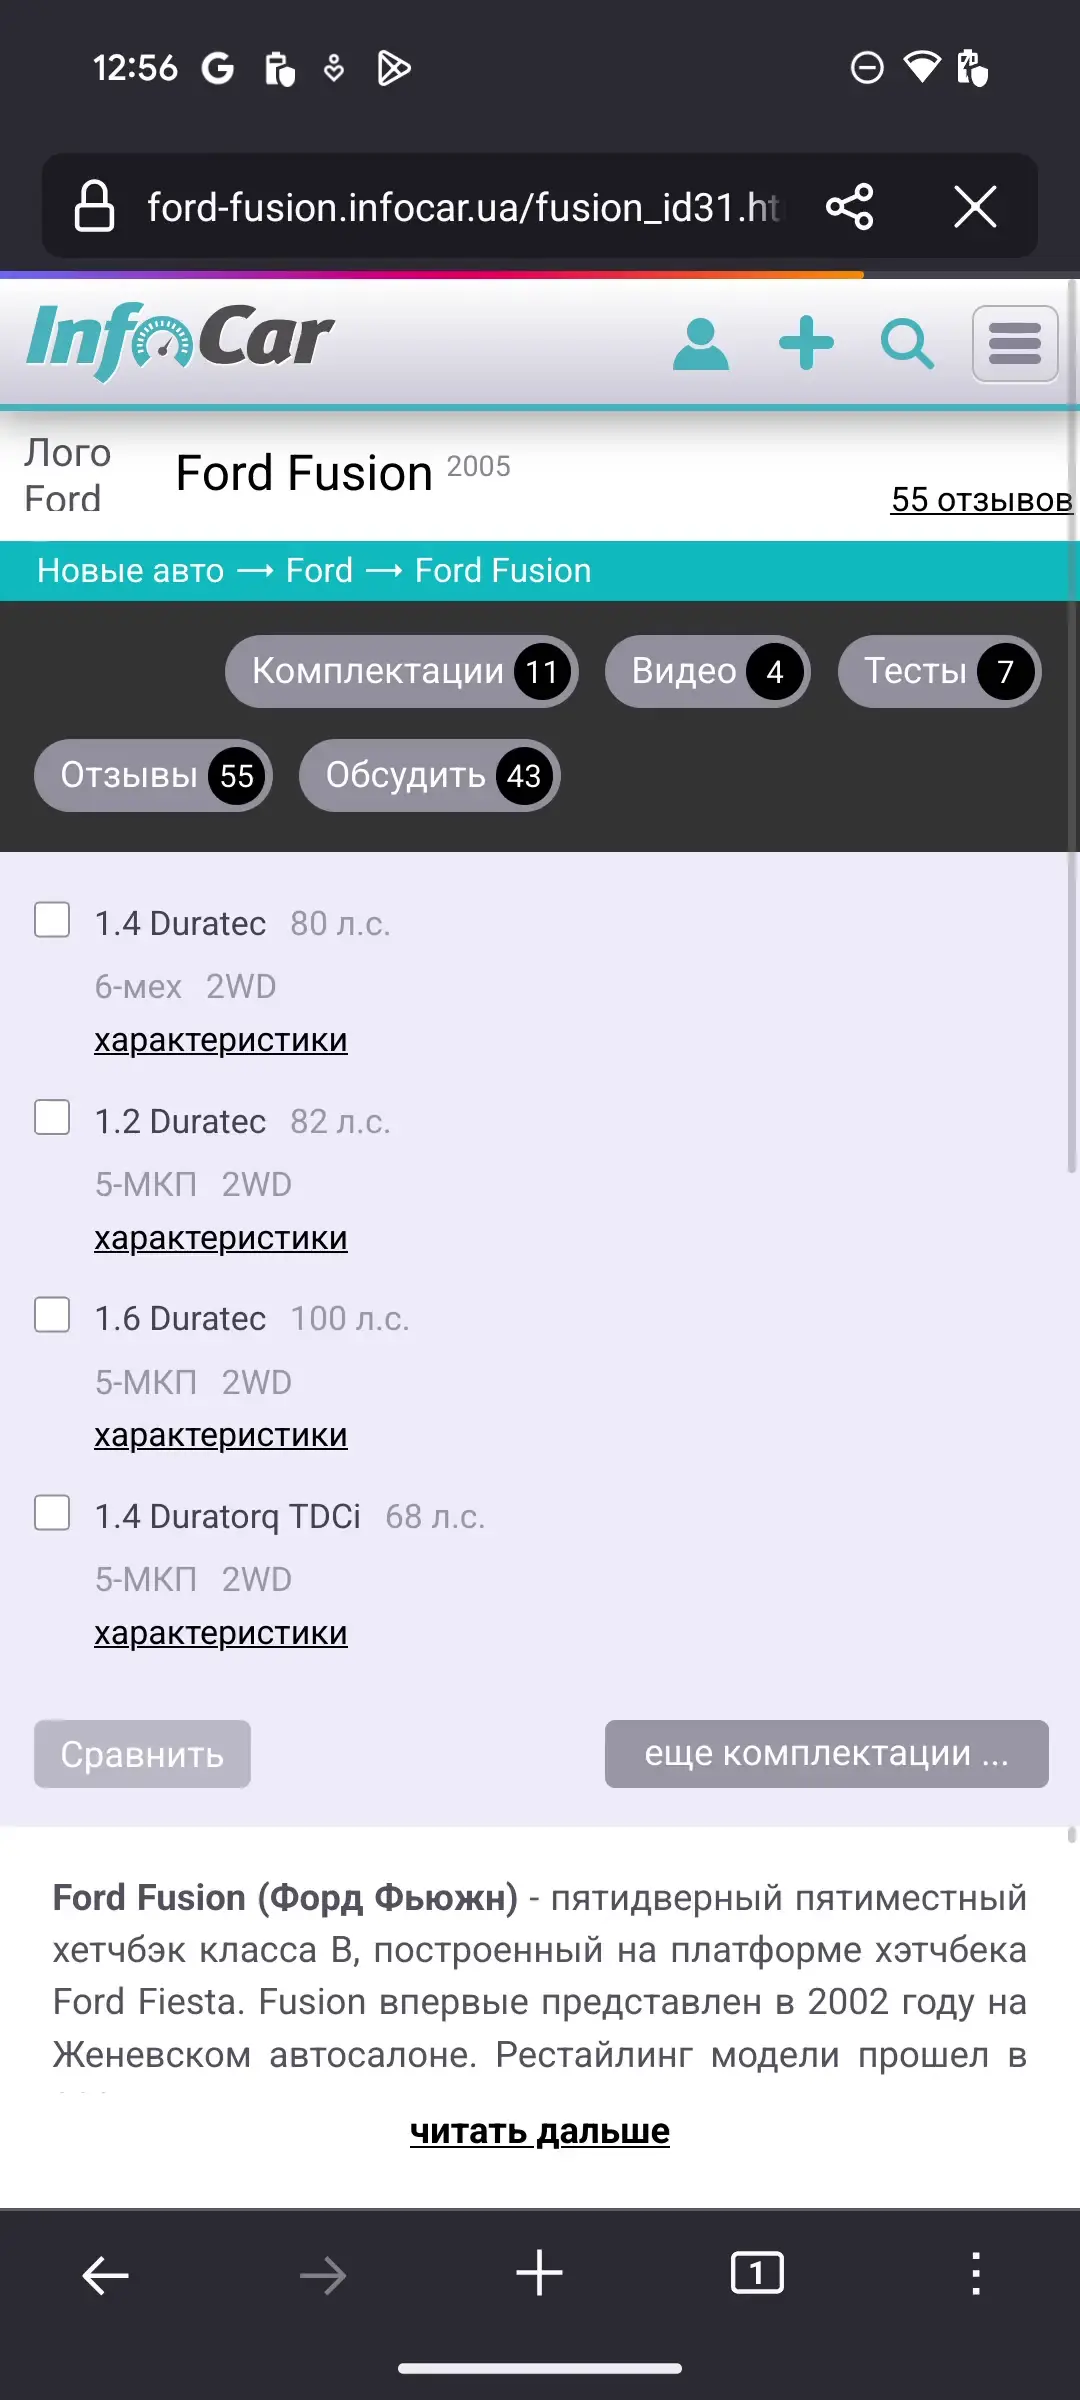 12:56
ford-fusion.infocar.ua/fusion_id31.ht
InfoCar
Лого
Ford
Ford Fusion 2005
55 отзывов
Новые авто → Ford → Ford Fusion
Комплектации 11 Видео 4 Тесты 7
Отзывы 55 Обсудить 43
1.4 Duratec 80 л.с.
6-мех 2WD
характеристики
1.2 Duratec 82 л.с.
5-МКП 2WD
характеристики
1.6 Duratec 100 л.с.
5-МКП 2WD
характеристики
1.4 Duratorq TDCi 68 л.с.
5-МКП 2WD
характеристики
Сравнить еще комплектации ...
Ford Fusion (Форд Фьюжн) - пятидверный пятиместный
хетчбэк класса В, построенный на платформе хэтчбека
Ford Fiesta. Fusion впервые представлен в 2002 году на
Женевском автосалоне. Рестайлинг модели прошел в
читать дальше
1